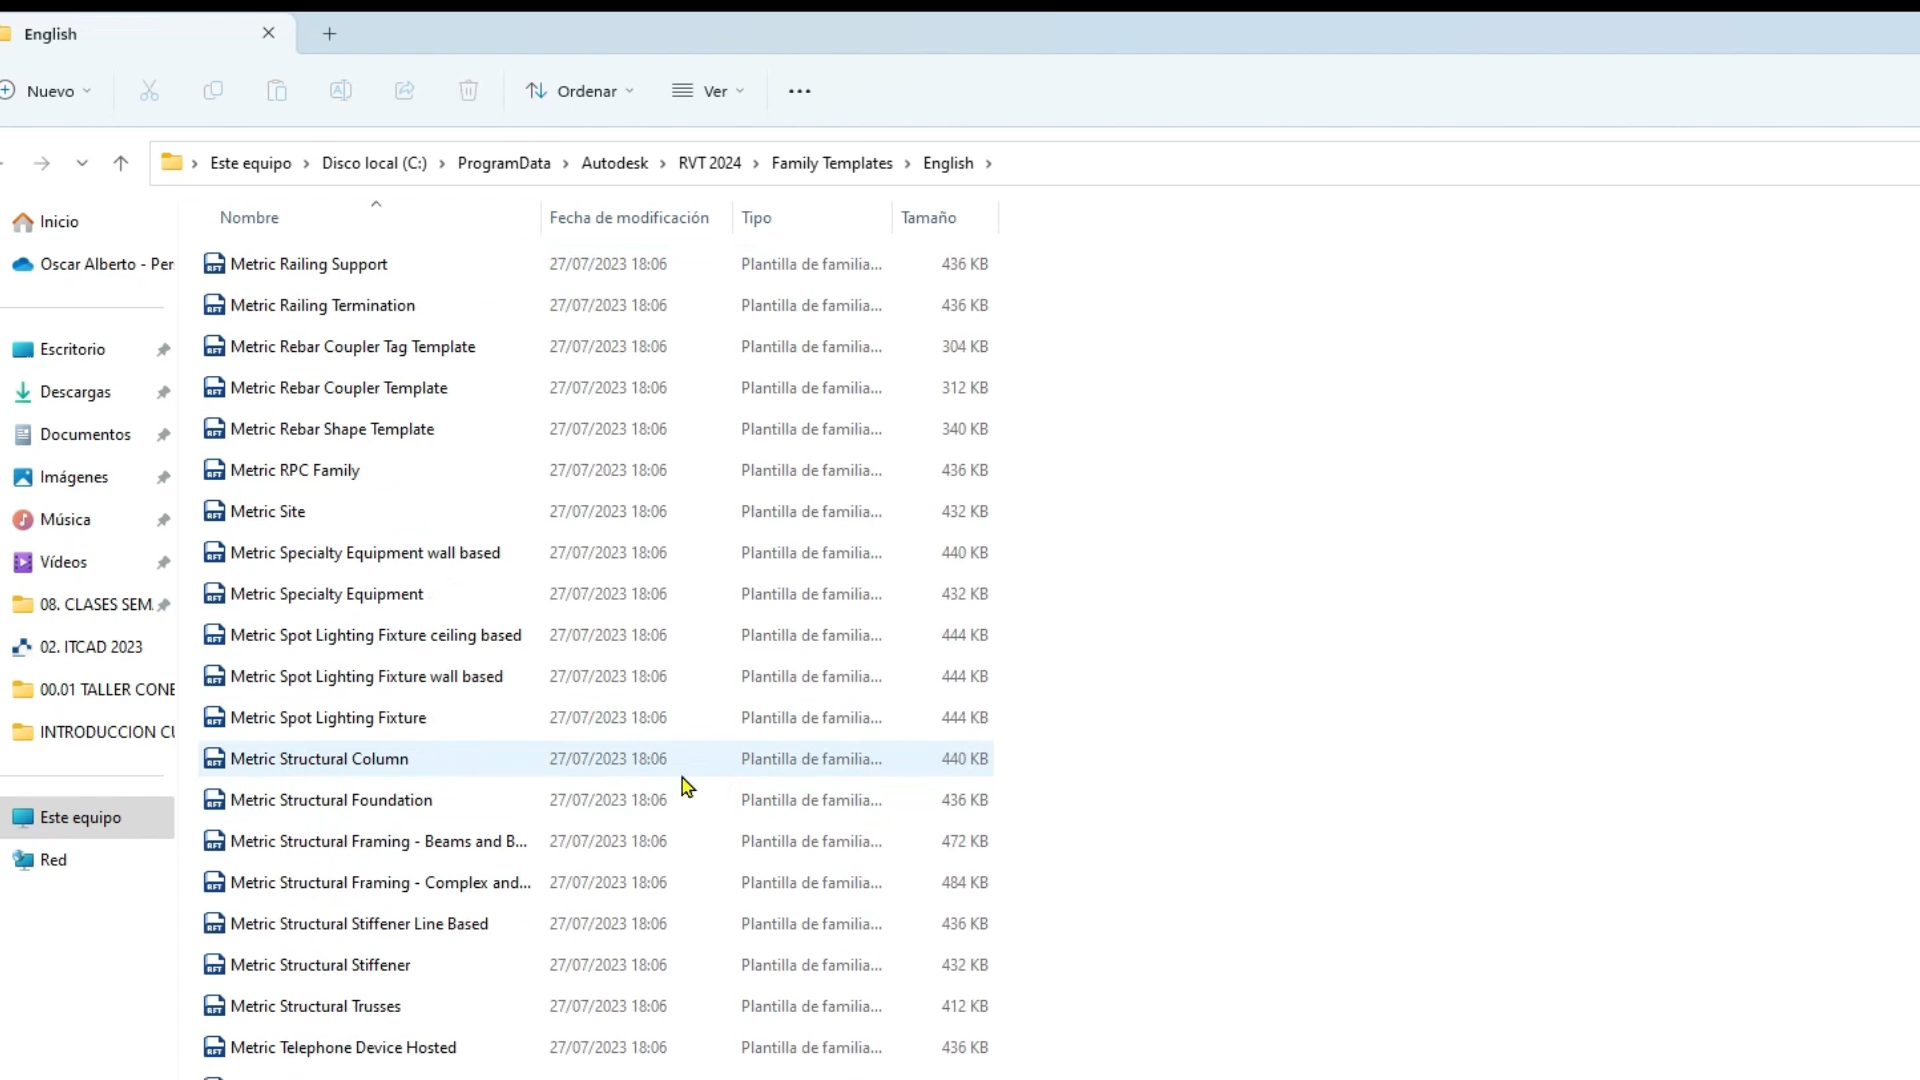 English
Nuevo Ordenar Ver
Este equipo > Disco local (C:) > ProgramData > Autodesk > RVT 2024 > Family Templates > English >
Inicio
Oscar Alberto - Per
Escritorio
Descargas
Documentos
Imágenes
Música
Vídeos
08. CLASES SEM.
02. ITCAD 2023
00.01 TALLER CONE
INTRODUCCION CU
Este equipo
Red
Nombre Fecha de modificación Tipo Tamaño
Metric Railing Support 27/07/2023 18:06 Plantilla de familia... 436 KB
Metric Railing Termination 27/07/2023 18:06 Plantilla de familia... 436 KB
Metric Rebar Coupler Tag Template 27/07/2023 18:06 Plantilla de familia... 304 KB
Metric Rebar Coupler Template 27/07/2023 18:06 Plantilla de familia... 312 KB
Metric Rebar Shape Template 27/07/2023 18:06 Plantilla de familia... 340 KB
Metric RPC Family 27/07/2023 18:06 Plantilla de familia... 436 KB
Metric Site 27/07/2023 18:06 Plantilla de familia... 432 KB
Metric Specialty Equipment wall based 27/07/2023 18:06 Plantilla de familia... 440 KB
Metric Specialty Equipment 27/07/2023 18:06 Plantilla de familia... 432 KB
Metric Spot Lighting Fixture ceiling based 27/07/2023 18:06 Plantilla de familia... 444 KB
Metric Spot Lighting Fixture wall based 27/07/2023 18:06 Plantilla de familia... 444 KB
Metric Spot Lighting Fixture 27/07/2023 18:06 Plantilla de familia... 444 KB
Metric Structural Column 27/07/2023 18:06 Plantilla de familia... 440 KB
Metric Structural Foundation 27/07/2023 18:06 Plantilla de familia... 436 KB
Metric Structural Framing - Beams and B... 27/07/2023 18:06 Plantilla de familia... 472 KB
Metric Structural Framing - Complex and... 27/07/2023 18:06 Plantilla de familia... 484 KB
Metric Structural Stiffener Line Based 27/07/2023 18:06 Plantilla de familia... 436 KB
Metric Structural Stiffener 27/07/2023 18:06 Plantilla de familia... 432 KB
Metric Structural Trusses 27/07/2023 18:06 Plantilla de familia... 412 KB
Metric Telephone Device Hosted 27/07/2023 18:06 Plantilla de familia... 436 KB